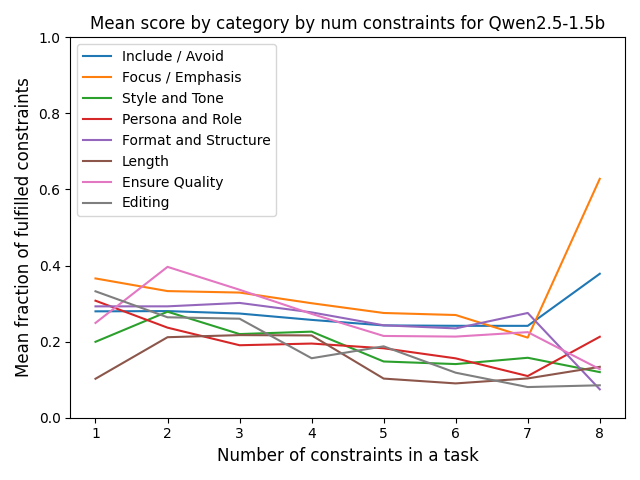 Mean score by category by num constraints for Qwen2.5-1.5b
Mean fraction of fulfilled constraints
1.0
0.8
0.6
0.4
0.2
0.0
Include / Avoid
Focus / Emphasis
Style and Tone
Persona and Role
Format and Structure
Length
Ensure Quality
Editing
1 2 3 4 5 6 7 8
Number of constraints in a task